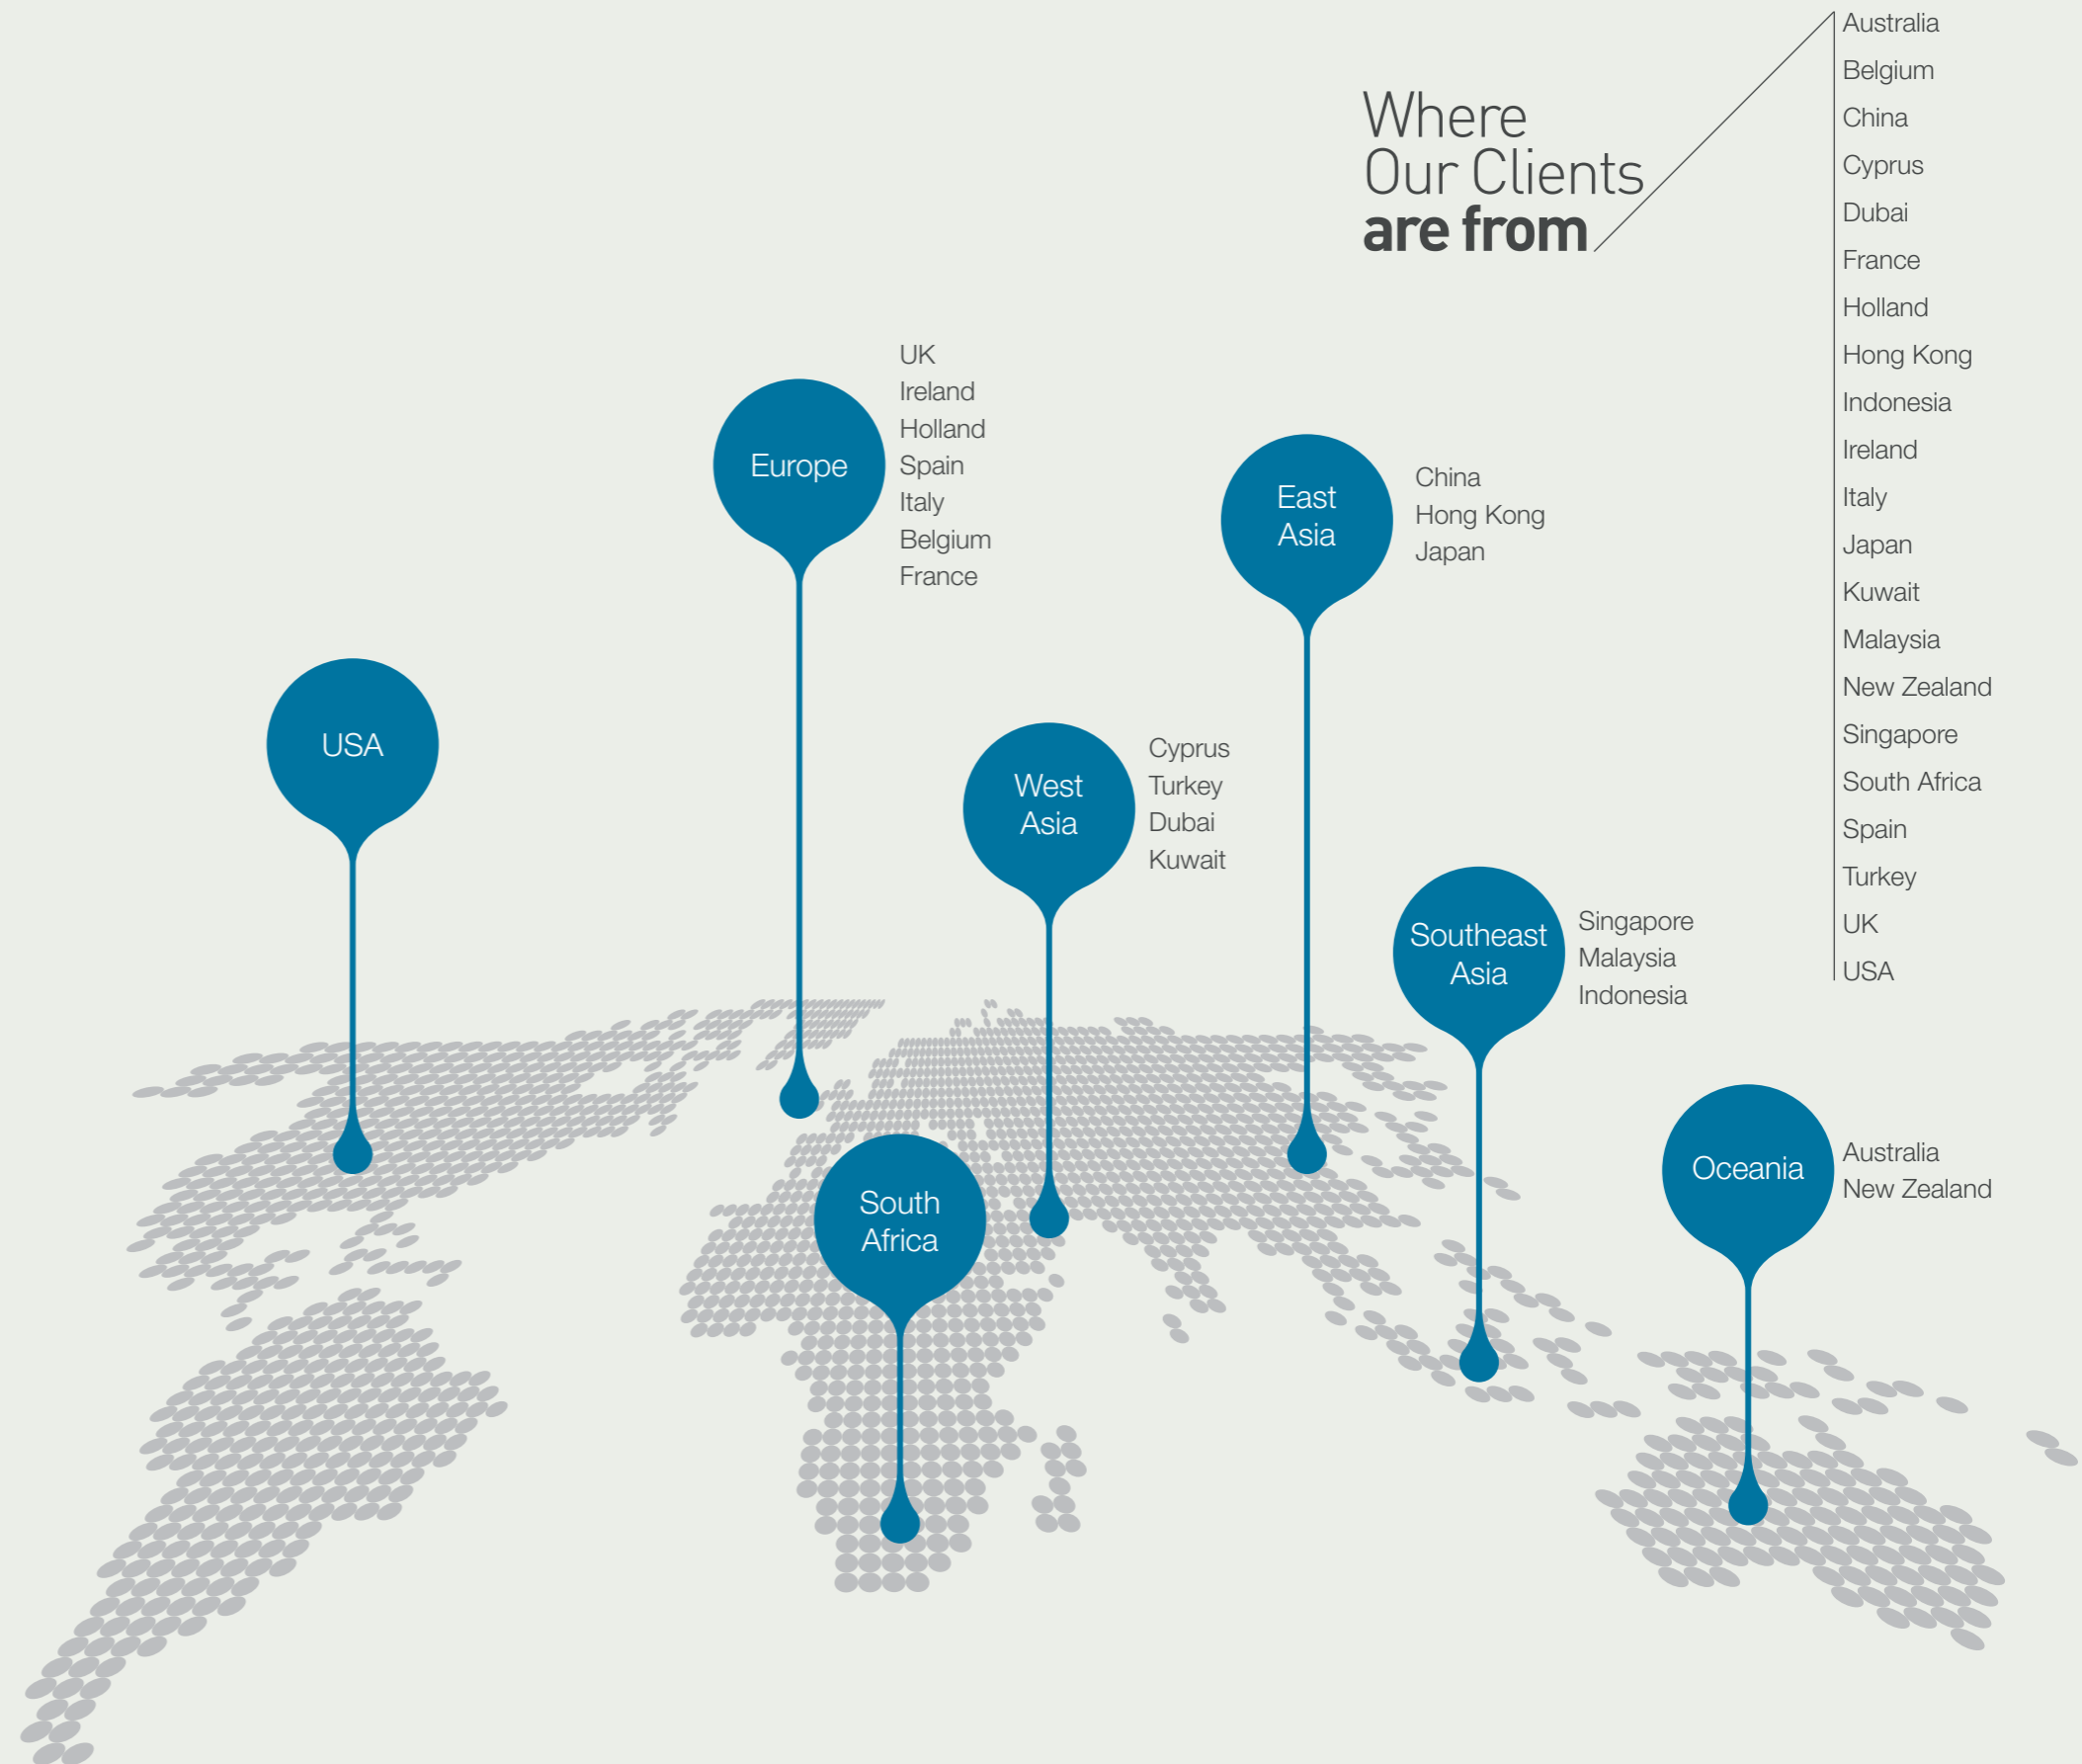 Where
Our Clients
are from
Australia
Belgium
China
Cyprus
Dubai
France
Holland
Hong Kong
Indonesia
Ireland
Italy
Japan
Kuwait
Malaysia
New Zealand
Singapore
South Africa
Spain
Turkey
UK
USA
USA
Europe
UK
Ireland
Holland
Spain
Italy
Belgium
France
East
Asia
China
Hong Kong
Japan
West
Asia
Cyprus
Turkey
Dubai
Kuwait
Southeast
Asia
Singapore
Malaysia
Indonesia
South
Africa
Oceania
Australia
New Zealand